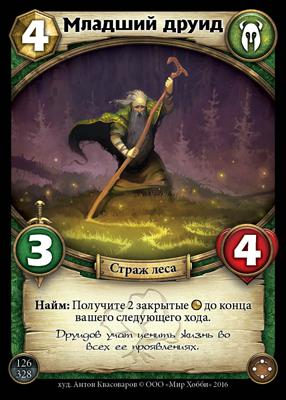 4 Младший друид
3
4
Страж леса
Найм: Получите 2 закрытые до конца
вашего следующего хода.
Друидов учат ценить жизнь во
всех ее проявлениях.
126
328
худ. Антон Квасоваров © ООО «Мир Хобби» 2016